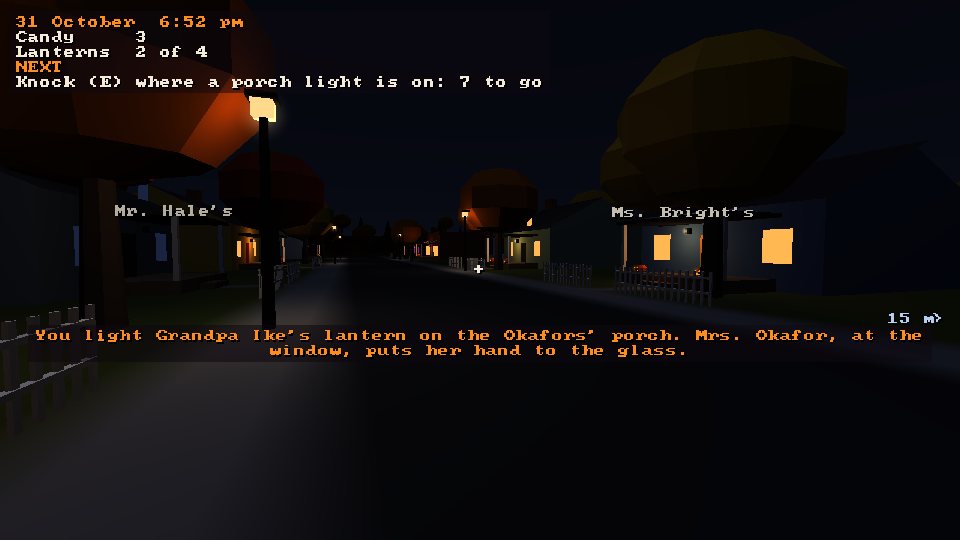 31 October 6:52 pm
Candy 3
Lanterns 2 of 4
NEXT
Knock (E) where a porch light is on: 7 to go
Mr. Hale's
Ms. Bright's
15 m>
You light Grandpa Ike's lantern on the Okafors' porch. Mrs. Okafor, at the
window, puts her hand to the glass.